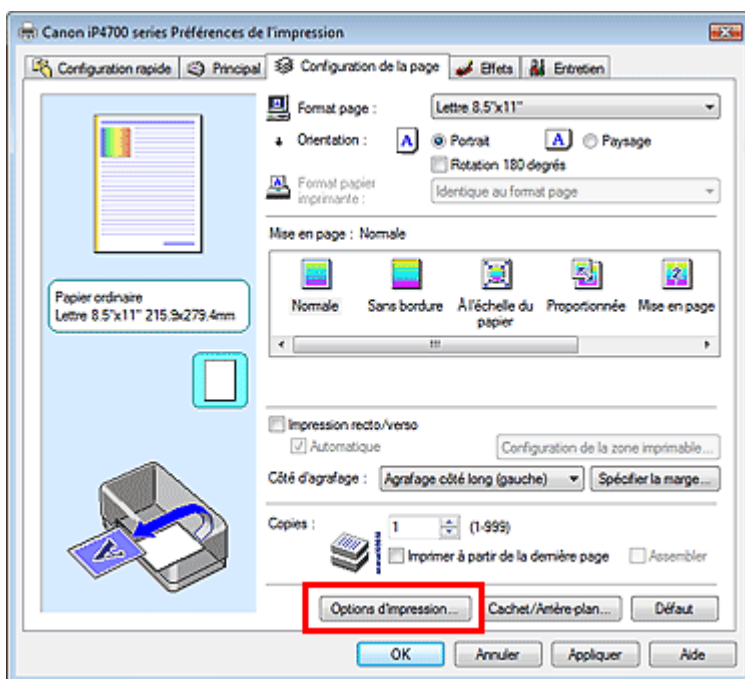 Canon iP4700 series Préférences de l'impression
Configuration rapide Principal Configuration de la page Effets Entretien
Format page : Lettre 8.5"x11"
Orientation : A Portrait A Paysage
Rotation 180 degrés
Format papier
imprimante : Identique au format page
Mise en page : Normale
Normale Sans bordure À l'échelle du
papier Proportionnée Mise en page
Papier ordinaire
Lettre 8.5"x11" 215.9x279.4mm
Impression recto/verso
Automatique Configuration de la zone imprimable...
Côté d'agrafage : Agrafage côté long (gauche) Spécifier la marge...
Copies : 1 (1-999)
Imprimer à partir de la dernière page Assembler
Options d'impression... Cachet/Arrière-plan... Défaut
OK Annuler Appliquer Aide